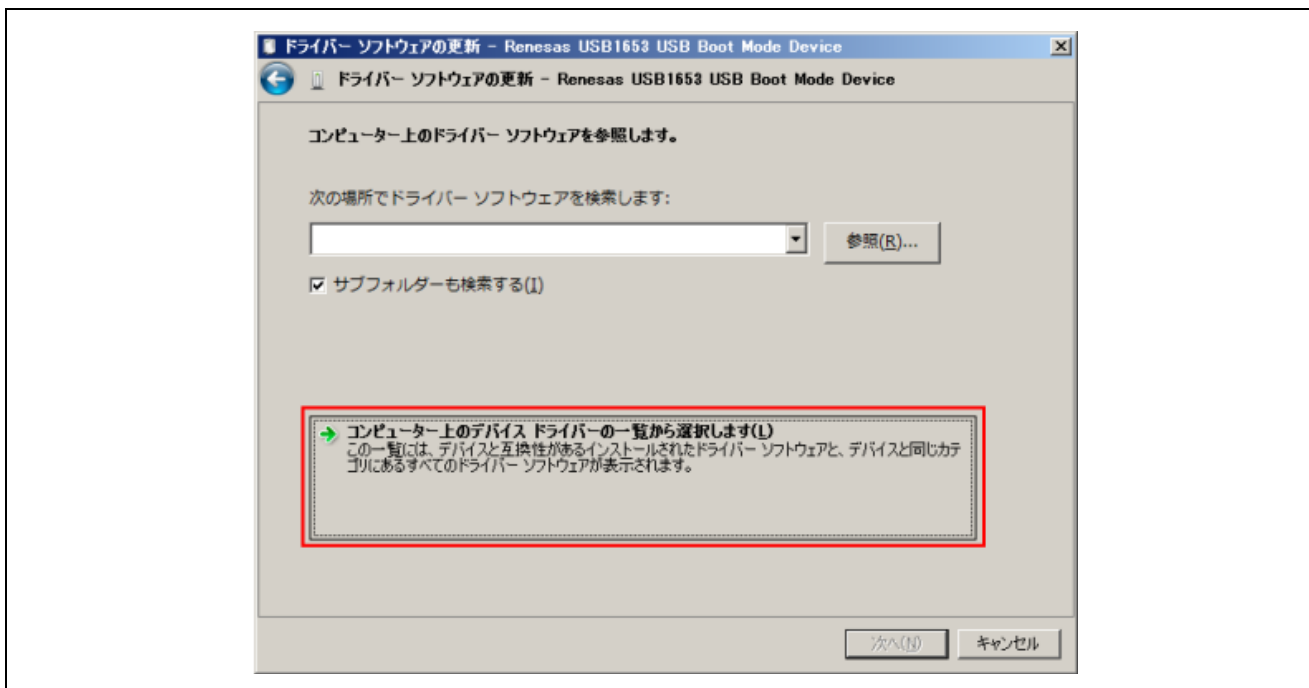 ドライバー ソフトウェアの更新 - Renesas USB1653 USB Boot Mode Device
ドライバー ソフトウェアの更新 - Renesas USB1653 USB Boot Mode Device
コンピューター上のドライバー ソフトウェアを参照します。
次の場所でドライバー ソフトウェアを検索します:
参照(R)...
サブフォルダーも検索する(I)
コンピューター上のデバイス ドライバーの一覧から選択します(L)
この一覧には、デバイスと互換性があるインストールされたドライバー ソフトウェアと、デバイスと同じカテ
ゴリにあるすべてのドライバー ソフトウェアが表示されます。
次へ(N)
キャンセル